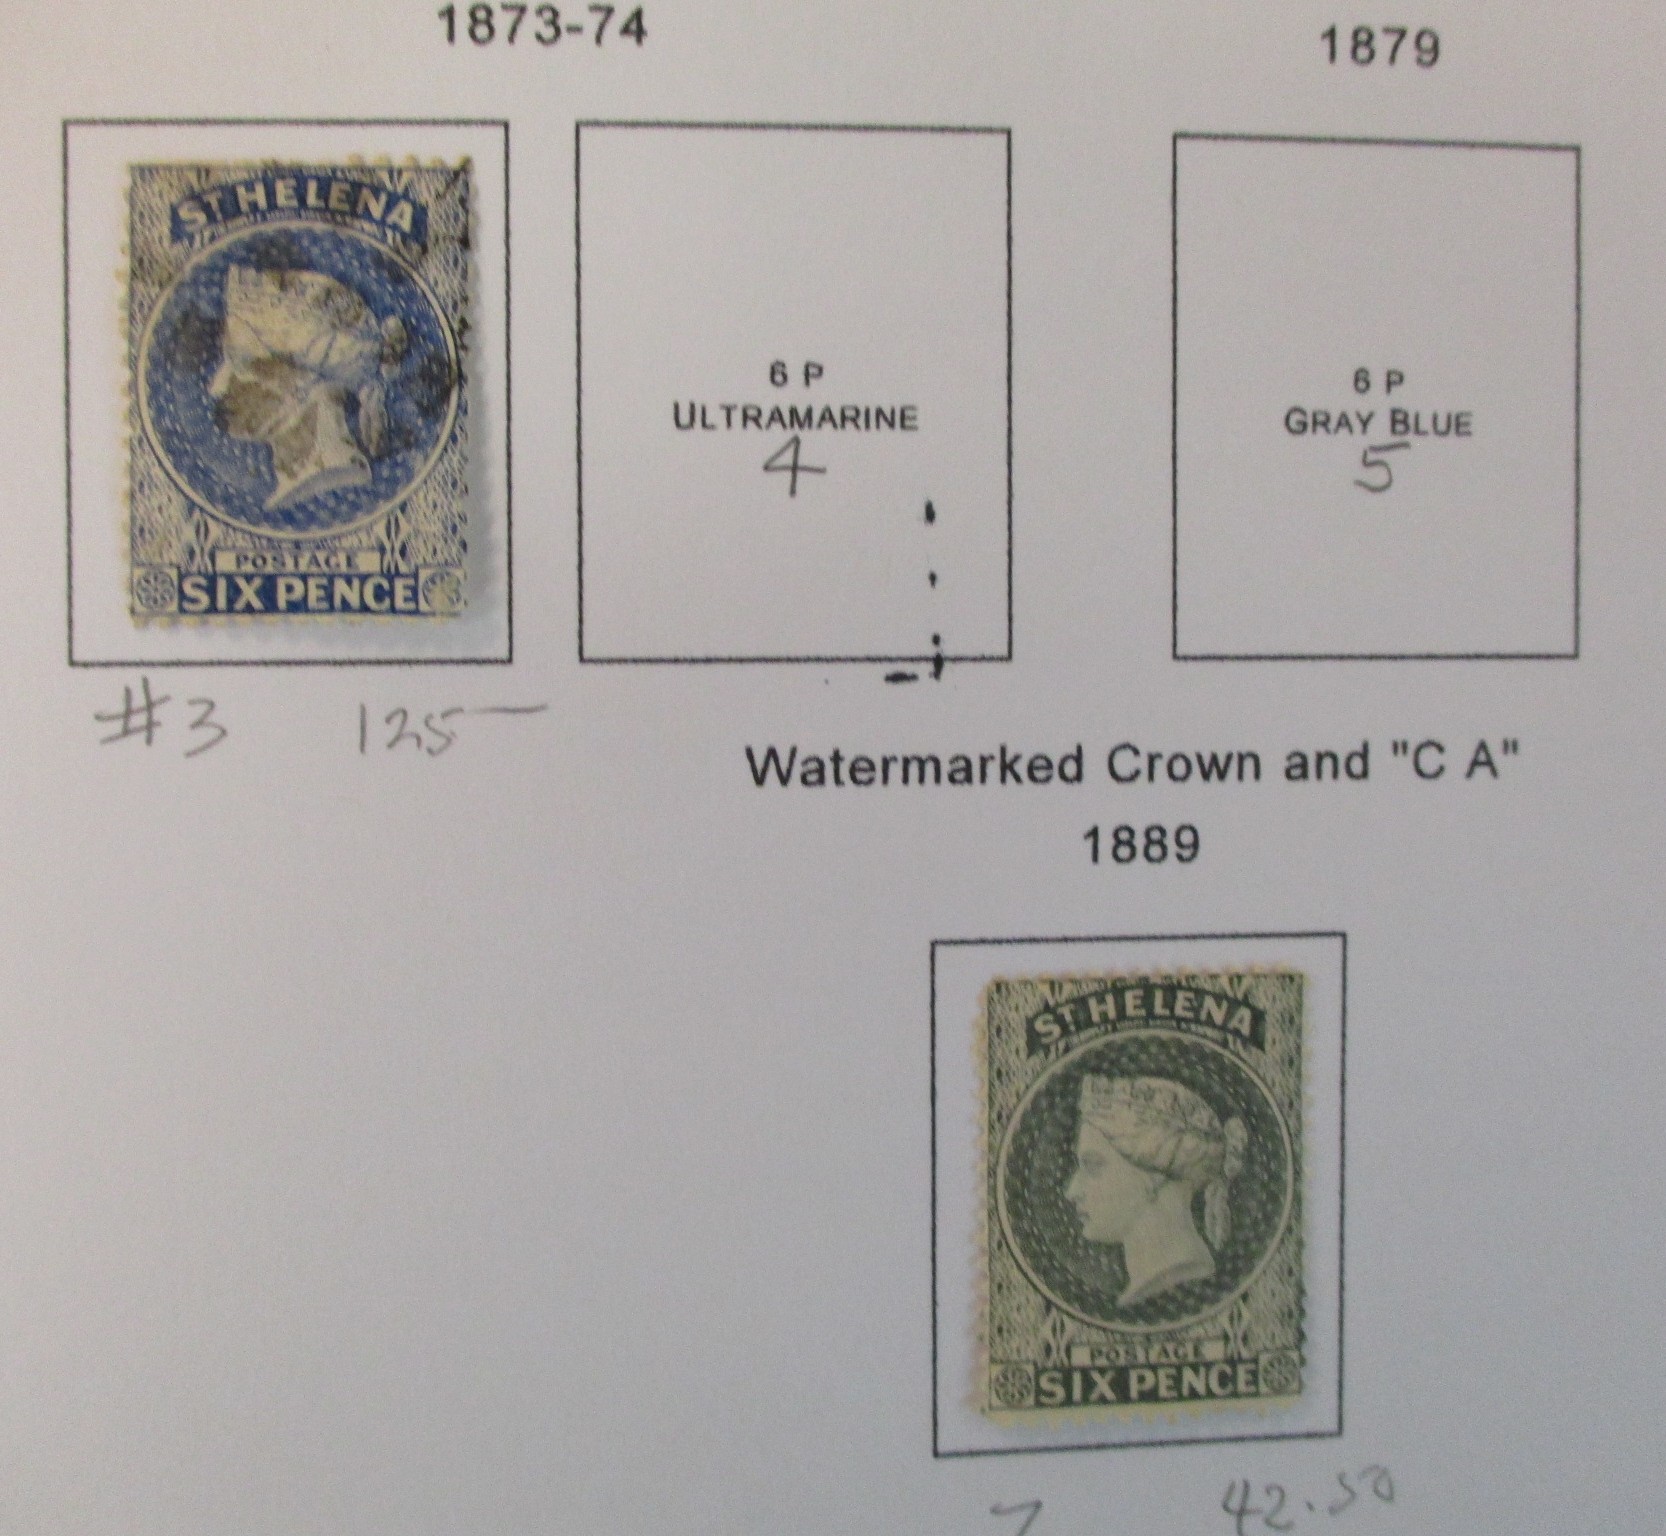 1873-74
1879
ST HELENA
POSTAGE
SIX PENCE
6 P
ULTRAMARINE
4
6 P
GRAY BLUE
5
#3 125—
Watermarked Crown and "C A"
1889
ST HELENA
POSTAGE
SIX PENCE
7 42.50